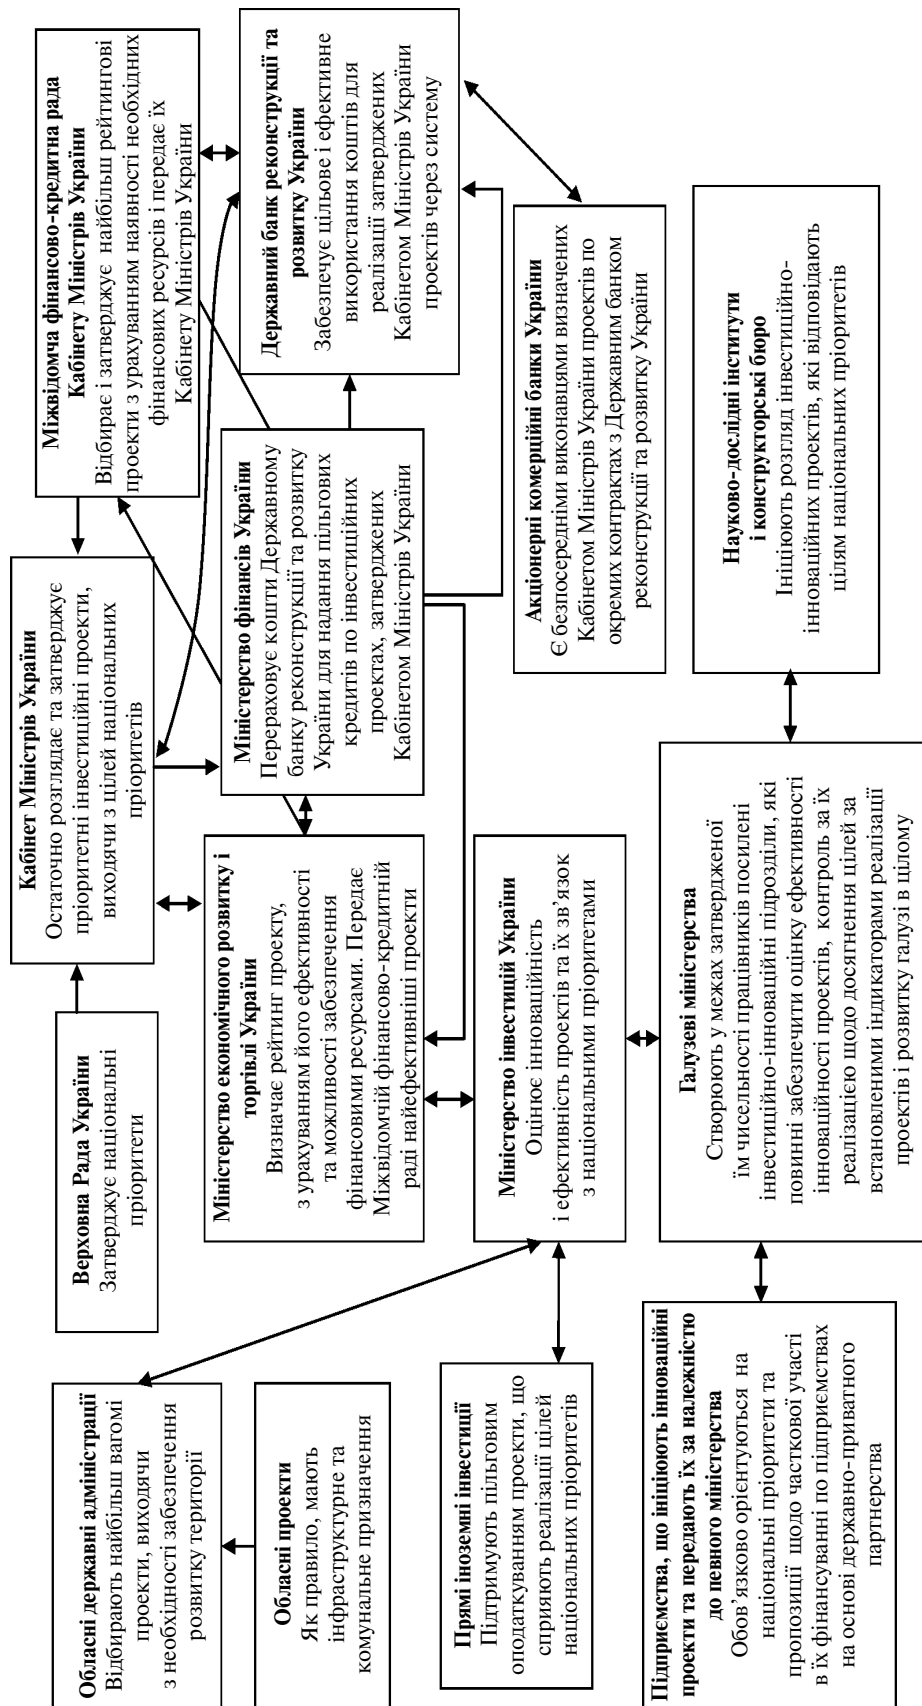 Обласні державні адміністрації
Відбирають найбільш вагомі
проекти, виходячи
з необхідності забезпечення
розвитку території
Обласні проекти
Як правило, мають
інфраструктурне та
комунальне призначення
Прямі іноземні інвестиції
Підтримують пільговим
оподаткуванням проекти, що
сприяють реалізації цілей
національних пріоритетів
Підприємства, що ініціюють інноваційні
проекти та передають їх за належністю
до певного міністерства
Обов’язково орієнтуються на
національні пріоритети та
пропозиції щодо часткової участі
в їх фінансуванні по підприємствах
на основі державно-приватного
партнерства
Верховна Рада України
Затверджує національні
пріоритети
Кабінет Міністрів України
Остаточно розглядає та затверджує
пріоритетні інвестиційні проекти,
виходячи з цілей національних
пріоритетів
Міжвідомча фінансово-кредитна рада
Кабінету Міністрів України
Відбирає і затверджує найбільш рейтингові
проекти з урахуванням наявності необхідних
фінансових ресурсів і передає їх
Кабінету Міністрів України
Міністерство економічного розвитку і
торгівлі України
Визначає рейтинг проекту,
з урахуванням його ефективності
та можливості забезпечення
фінансовими ресурсами. Передає
Міжвідомчій фінансово-кредитній
раді найефективніші проекти
Міністерство фінансів України
Перераховує кошти Державному
банку реконструкції та розвитку
України для надання пільгових
кредитів по інвестиційних
проектах, затверджених
Кабінетом Міністрів України
Державний банк реконструкції та
розвитку України
Забезпечує цільове і ефективне
використання коштів для
реалізації затверджених
Кабінетом Міністрів України
проектів через систему
Міністерство інвестицій України
Оцінює інноваційність
і ефективність проектів та їх зв’язок
з національними пріоритетами
Акціонерні комерційні банки України
Є безпосередніми виконавцями визначених
Кабінетом Міністрів України проектів по
окремих контрактах з Державним банком
реконструкції та розвитку України
Галузеві міністерства
Створюють у межах затвердженої
їм чисельності працівників посилені
інвестиційно-інноваційні підрозділи, які
повинні забезпечити оцінку ефективності
інноваційності проектів, контроль за їх
реалізацією щодо досягнення цілей за
встановленими індикаторами реалізації
проектів і розвитку галузі в цілому
Науково-дослідні інститути
і конструкторські бюро
Ініціюють розгляд інвестиційно-
інноваційних проектів, які відповідають
цілям національних пріоритетів